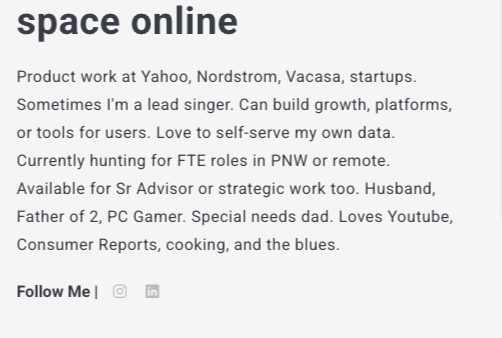 space online
Product work at Yahoo, Nordstrom, Vacasa, startups.
Sometimes I'm a lead singer. Can build growth, platforms,
or tools for users. Love to self-serve my own data.
Currently hunting for FTE roles in PNW or remote.
Available for Sr Advisor or strategic work too. Husband,
Father of 2, PC Gamer. Special needs dad. Loves Youtube,
Consumer Reports, cooking, and the blues.
Follow Me |